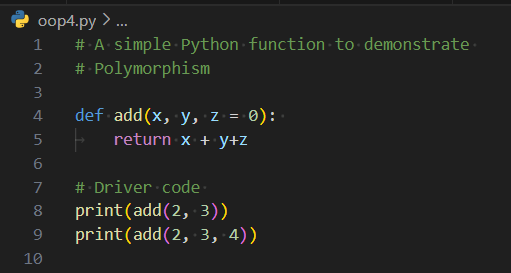 oop4.py > ...
1 # A simple Python function to demonstrate
2 # Polymorphism
3
4 def add(x, y, z = 0):
5     return x + y+z
6
7 # Driver code
8 print(add(2, 3))
9 print(add(2, 3, 4))
10